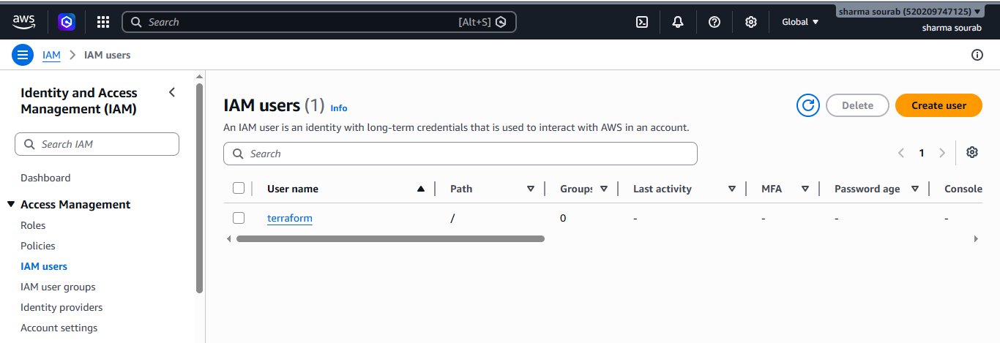 aws
Search [Alt+S]
Global
sharma sourab (520209747125)
sharma sourab
IAM
IAM users
Identity and Access
Management (IAM)
Search IAM
Dashboard
Access Management
Roles
Policies
IAM users
IAM user groups
Identity providers
Account settings
IAM users (1) Info
Delete
Create user
An IAM user is an identity with long-term credentials that is used to interact with AWS in an account.
Search
1
User name Path Groups Last activity MFA Password age Console
terraform / 0 - - - -